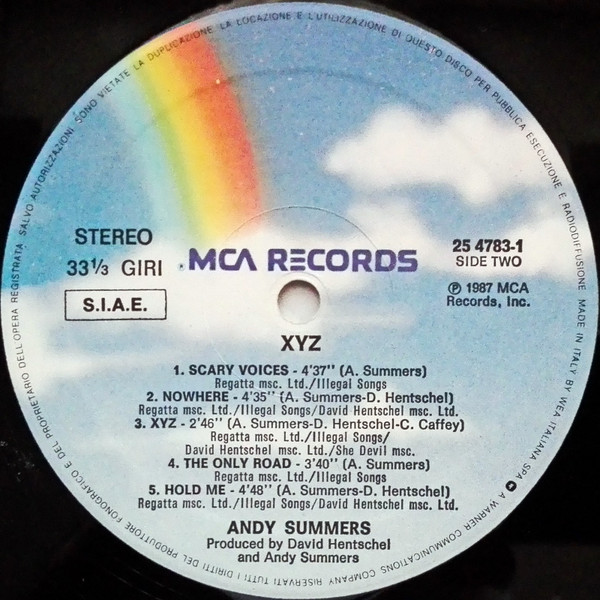 SONO VIETATE LA DUPLICAZIONE LA LOCAZIONE E L'UTILIZZAZIONE DI QUESTO DISCO PER PUBBLICA ESECUZIONE E RADIODIFFUSIONE MADE IN ITALY BY WEA ITALIANA SPA
A WARNER COMMUNICATIONS COMPANY RISERVATI TUTTI I DIRITTI DEL PRODUTTORE FONOGRAFICO E DEL PROPRIETARIO DELL'OPERA REGISTRATA. SALVO AUTORIZZAZIONI
STEREO
33⅓ GIRI
S.I.A.E.
MCA RECORDS
25 4783-1
SIDE TWO
℗ 1987 MCA
Records, Inc.
XYZ
1. SCARY VOICES - 4'37'' (A. Summers)
Regatta msc. Ltd./Illegal Songs
2. NOWHERE - 4'35'' (A. Summers-D. Hentschel)
Regatta msc. Ltd./Illegal Songs/David Hentschel msc. Ltd.
3. XYZ - 2'46'' (A. Summers-D. Hentschel-C. Caffey)
Regatta msc. Ltd./Illegal Songs/
David Hentschel msc. Ltd./She Devil msc.
4. THE ONLY ROAD - 3'40'' (A. Summers)
Regatta msc. Ltd./Illegal Songs
5. HOLD ME - 4'48'' (A. Summers-D. Hentschel)
Regatta msc. Ltd./Illegal Songs/David Hentschel msc. Ltd.
ANDY SUMMERS
Produced by David Hentschel
and Andy Summers